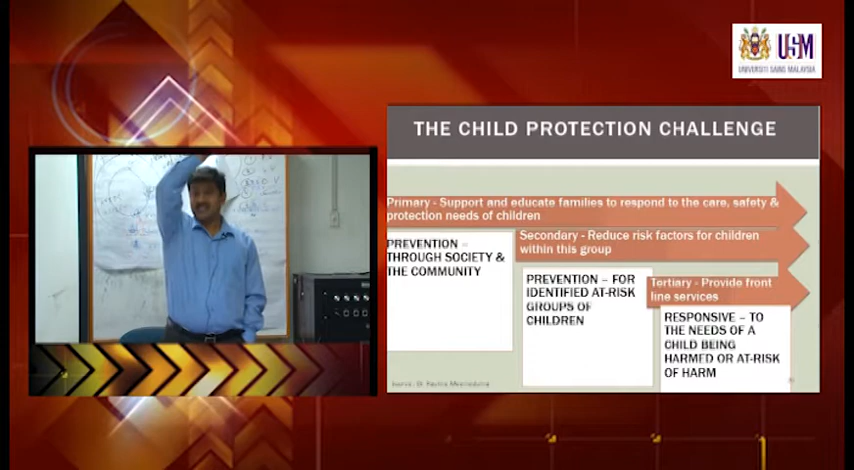 USM
UNIVERSITI SAINS MALAYSIA
THE CHILD PROTECTION CHALLENGE
Primary - Support and educate families to respond to the care, safety &
protection needs of children
PREVENTION –
THROUGH SOCIETY &
THE COMMUNITY
Secondary - Reduce risk factors for children
within this group
PREVENTION – FOR
IDENTIFIED AT-RISK
GROUPS OF
CHILDREN
Tertiary - Provide front
line services
RESPONSIVE – TO
THE NEEDS OF A
CHILD BEING
HARMED OR AT-RISK
OF HARM